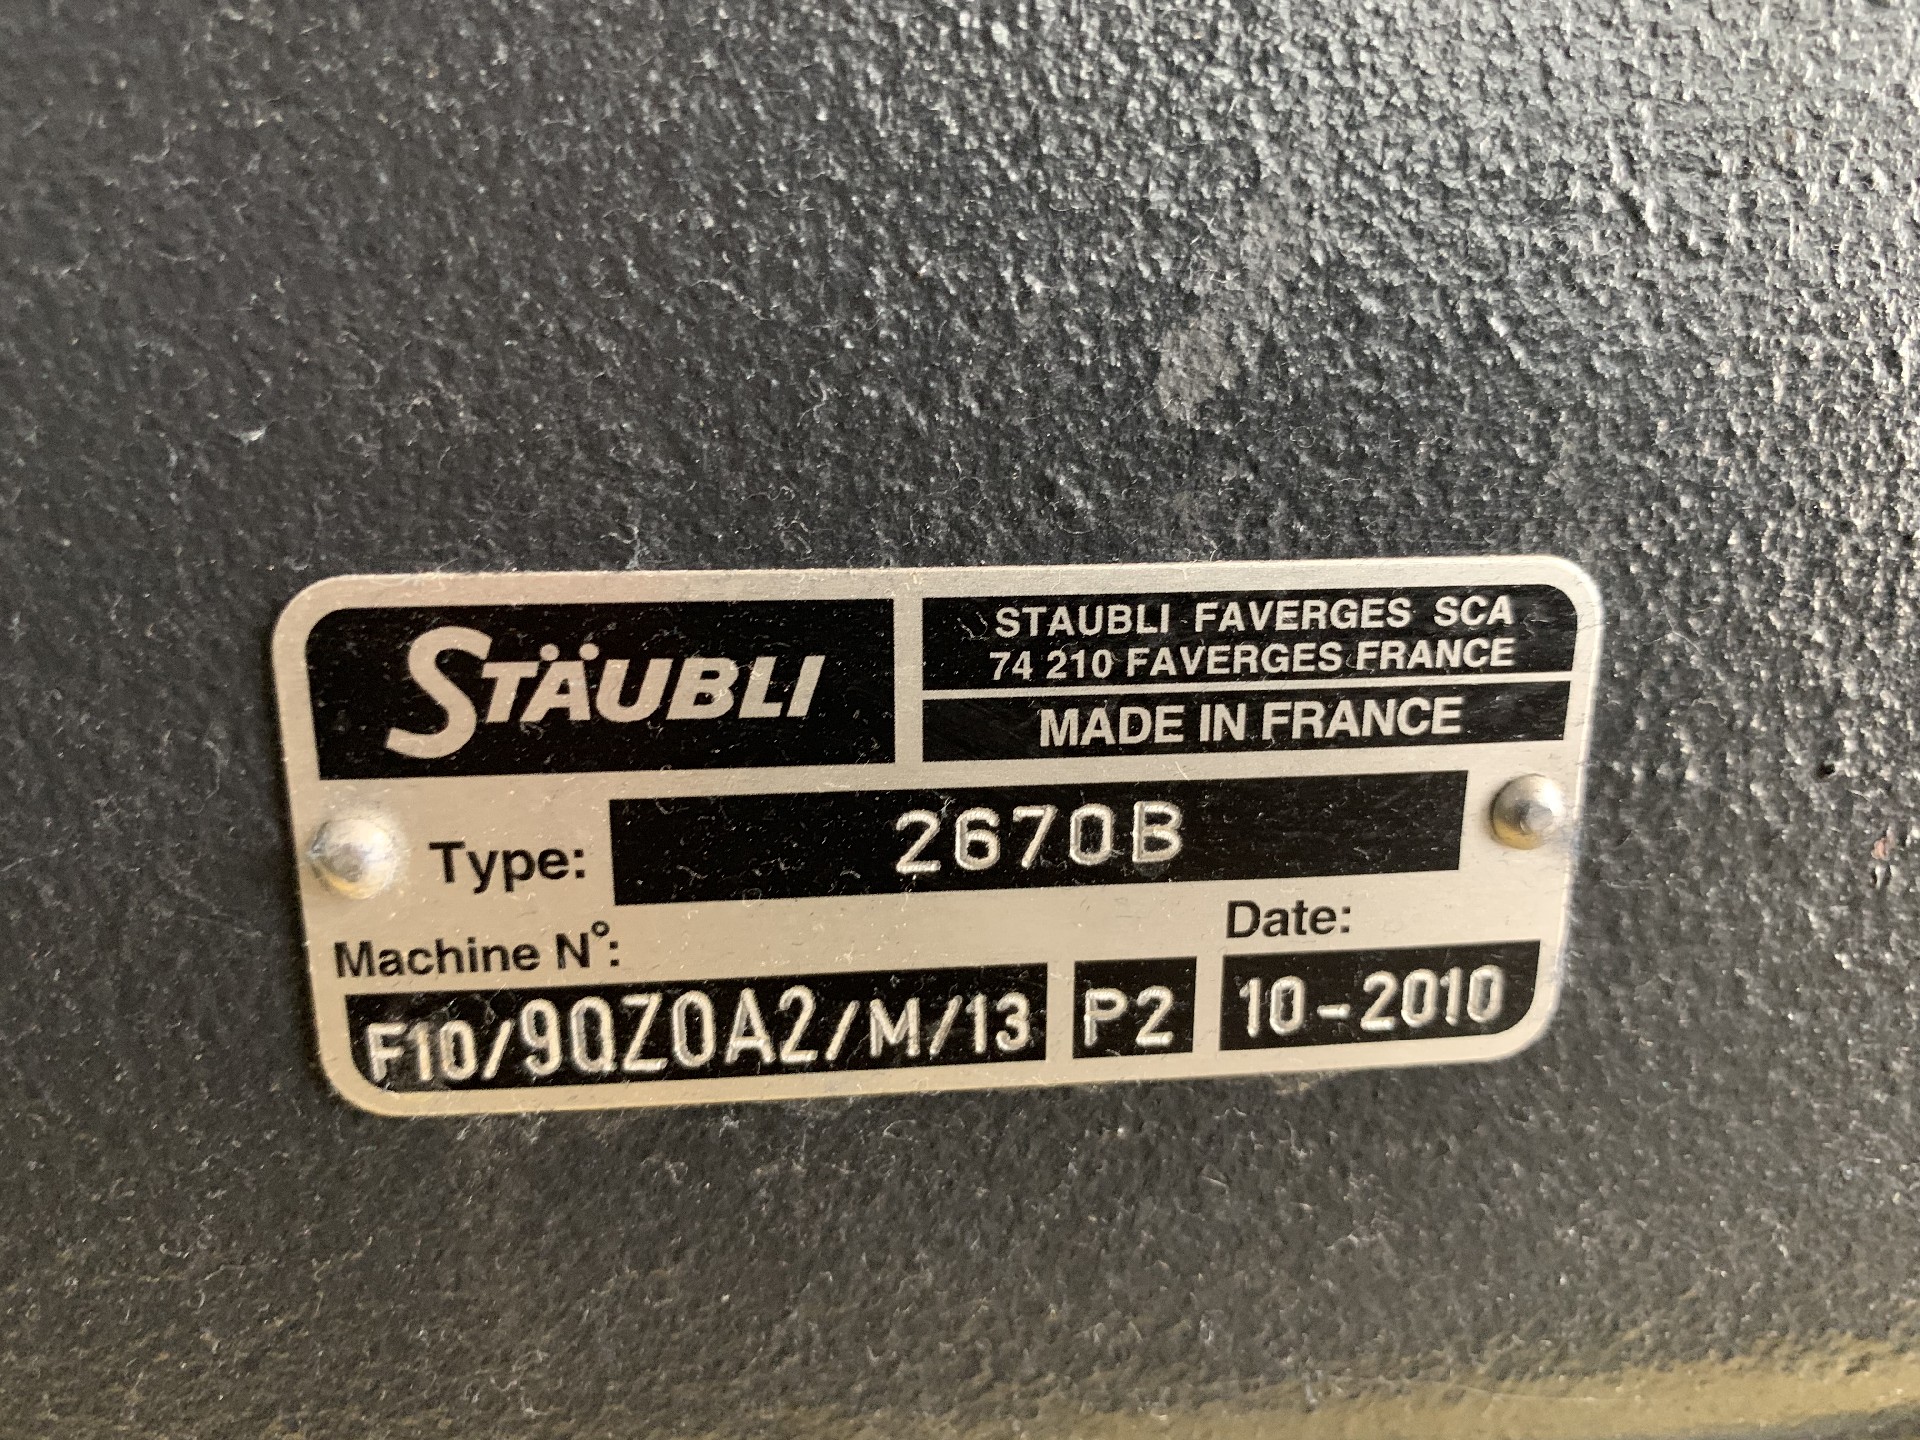 STÄUBLI
STAUBLI FAVERGES SCA
74 210 FAVERGES FRANCE
MADE IN FRANCE
Type: 2670B
Machine N°:
F10/9QZ0A2/M/13
P2
Date:
10-2010